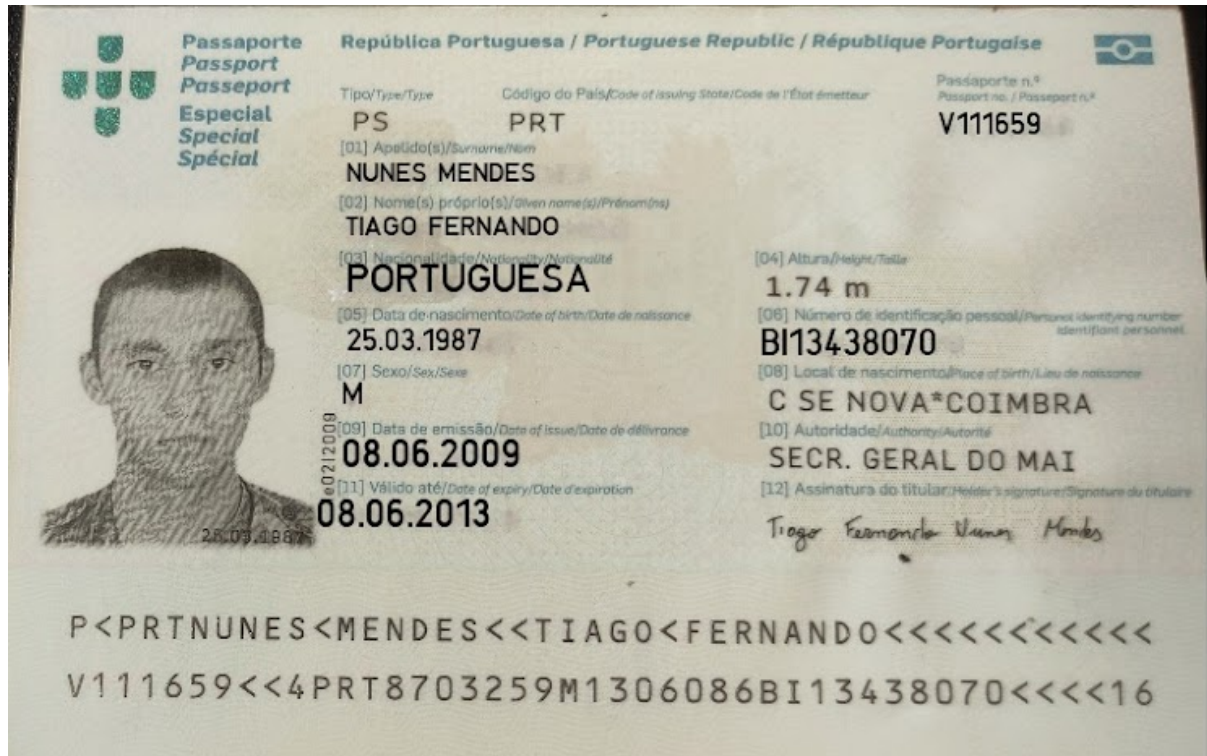 Passaporte
Passport
Passeport
Especial
Special
Spécial
República Portuguesa / Portuguese Republic / République Portugaise
Tipo/Type/Type Código do País/Code of issuing State/Code de l'État émetteur
Passaporte n.º
Passport no. / Passeport n.º
PS PRT V111659
[01] Apelido(s)/Surname/Nom
NUNES MENDES
[02] Nome(s) próprio(s)/Given name(s)/Prénom(ns)
TIAGO FERNANDO
[03] Nacionalidade/Nationality/Nationalité
PORTUGUESA
[04] Altura/Height/Taille
1.74 m
[05] Data de nascimento/Date of birth/Date de naissance
25.03.1987
[06] Número de identificação pessoal/Personal identifying number
Identifiant personnel
BI13438070
[07] Sexo/Sex/Sexe
M
[08] Local de nascimento/Place of birth/Lieu de naissance
C SE NOVA*COIMBRA
[09] Data de emissão/Date of issue/Date de délivrance
08.06.2009
[10] Autoridade/Authority/Autorité
SECR. GERAL DO MAI
[11] Válido até/Date of expiry/Date d'expiration
08.06.2013
[12] Assinatura do titular/Holder's signature/Signature du titulaire
Tiago Fernando Nunes Mendes
25.03.1987
P<PRTNUNES<MENDES<<TIAGO<FERNANDO<<<<<<<<<<<
V111659<<4PRT8703259M1306086BI13438070<<<<16